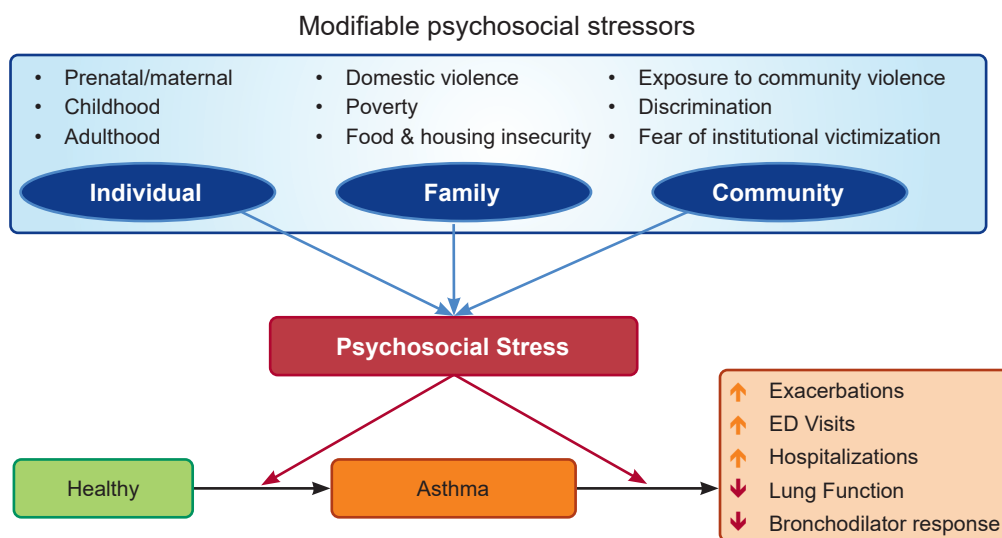 Modifiable psychosocial stressors
• Prenatal/maternal
• Childhood
• Adulthood
• Domestic violence
• Poverty
• Food & housing insecurity
• Exposure to community violence
• Discrimination
• Fear of institutional victimization
Individual
Family
Community
Psychosocial Stress
Healthy
Asthma
Exacerbations
ED Visits
Hospitalizations
Lung Function
Bronchodilator response